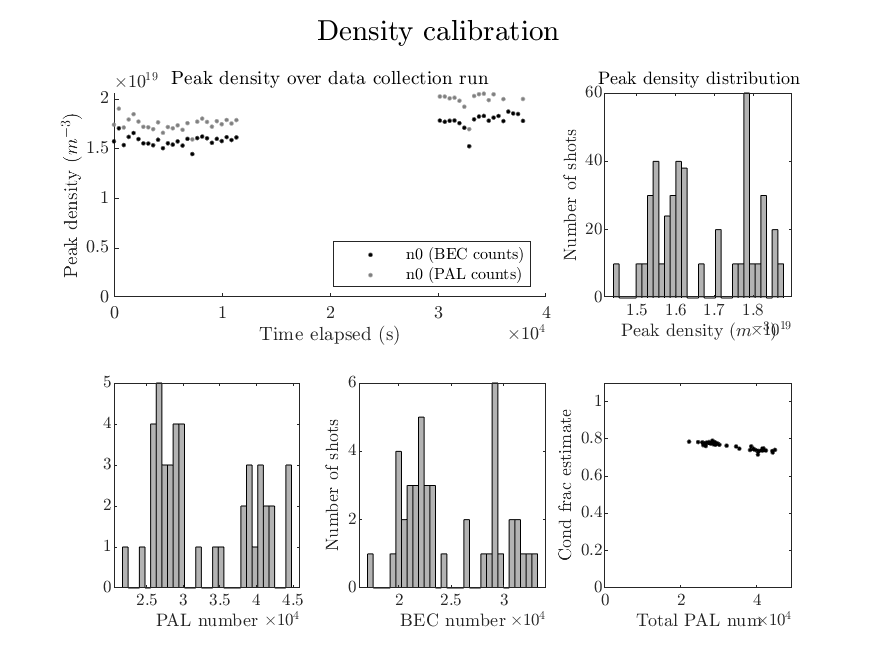 Density calibration
×10^19 Peak density over data collection run
Peak density (m^−3)
2
1.5
1
0.5
0
0 1 2 3 4
Time elapsed (s) ×10^4
n0 (BEC counts)
n0 (PAL counts)
Peak density distribution
Number of shots
60
40
20
0
1.5 1.6 1.7 1.8
Peak density (m^−3) ×10^19
5
4
3
2
1
0
2.5 3 3.5 4 4.5
PAL number ×10^4
Number of shots
6
4
2
0
2 2.5 3
BEC number ×10^4
Cond frac estimate
1
0.8
0.6
0.4
0.2
0
0 2 4
Total PAL num ×10^4